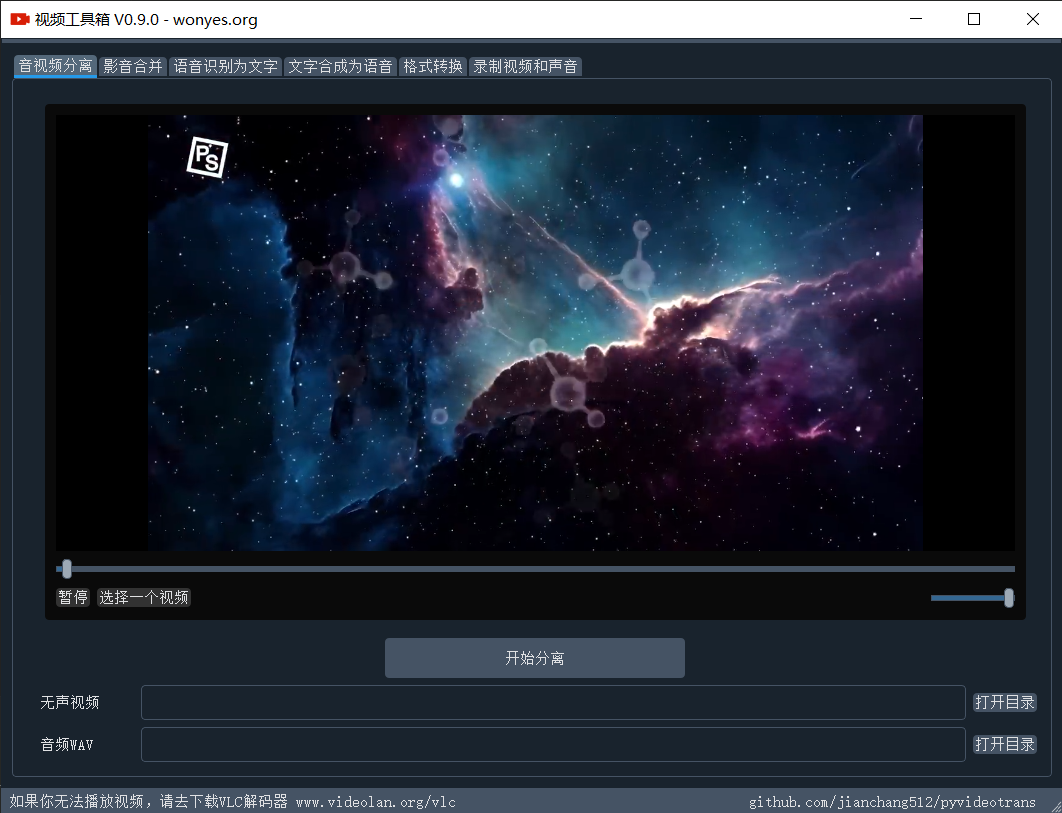 视频工具箱 V0.9.0 - wonyes.org
音视频分离 影音合并 语音识别为文字 文字合成为语音 格式转换 录制视频和声音
PS
暂停 选择一个视频
开始分离
无声视频 打开目录
音频WAV 打开目录
如果你无法播放视频，请去下载VLC解码器 www.videolan.org/vlc github.com/jianchang512/pyvideotrans